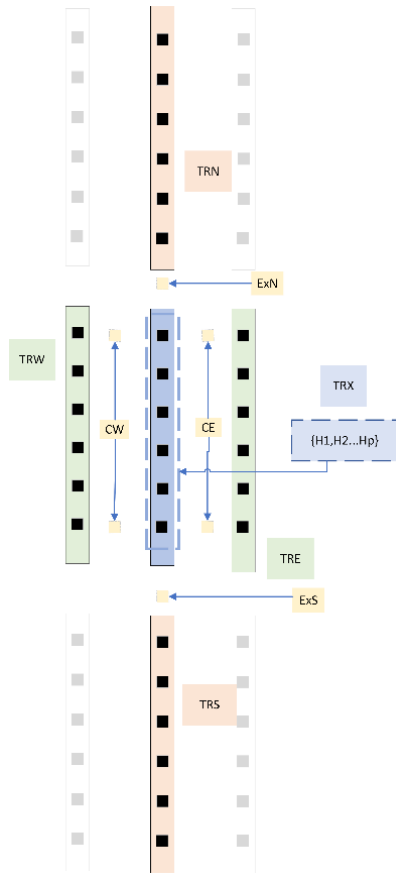 TRN
ExN
TRW
TRX
CW
CE
{H1,H2...Hp}
TRE
ExS
TRS